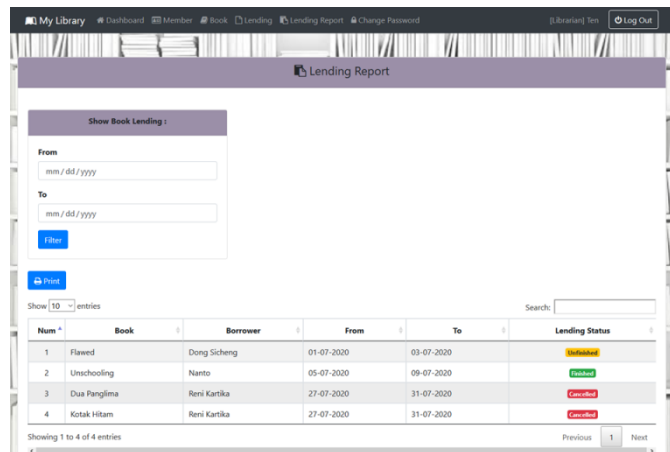 My Library Dashboard Member Book Lending Lending Report Change Password [Librarian] Ten Log Out
Lending Report
Show Book Lending :
From
mm/dd/yyyy
To
mm/dd/yyyy
Filter
Print
Show 10 entries Search:
Num Book Borrower From To Lending Status
1 Flawed Dong Sicheng 01-07-2020 03-07-2020 Unfinished
2 Unschooling Nanto 05-07-2020 09-07-2020 Finished
3 Dua Panglima Reni Kartika 27-07-2020 31-07-2020 Cancelled
4 Kotak Hitam Reni Kartika 27-07-2020 31-07-2020 Cancelled
Showing 1 to 4 of 4 entries Previous 1 Next